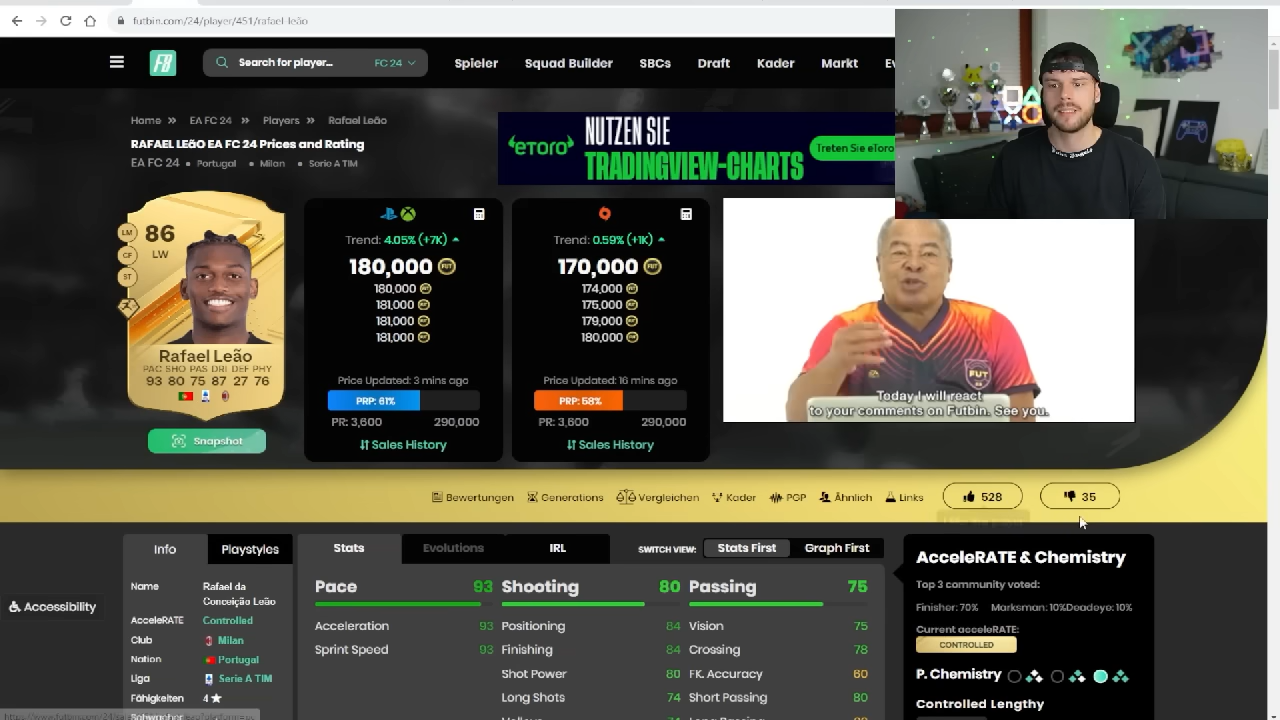 futbin.com/24/player/451/rafael-leão
FB
Search for player...
FC 24
Spieler
Squad Builder
SBCs
Draft
Kader
Markt
Home » EA FC 24 » Players » Rafael Leão
RAFAEL LEãO EA FC 24 Prices and Rating
EA FC 24 • Portugal • Milan • Serie A TIM
eToro
NUTZEN SIE
TRADINGVIEW-CHARTS
Treten Sie eToro
LM
CF
ST
86
LW
Rafael Leão
PAC SHO PAS DRI DEF PHY
93 80 75 87 27 76
Snapshot
Trend: 4.05% (+7K)
180,000
180,000
181,000
181,000
181,000
Price Updated: 3 mins ago
PRP: 61%
PR: 3,600
290,000
Sales History
Trend: 0.59% (+1K)
170,000
174,000
175,000
179,000
180,000
Price Updated: 16 mins ago
PRP: 58%
PR: 3,600
290,000
Sales History
FUT
Today I will react
to your comments on Futbin. See you.
Bewertungen
Generations
Vergleichen
Kader
PGP
Ähnlich
Links
528
35
Info
Playstyles
Name
Rafael da
Conceição Leão
AcceleRATE
Controlled
Club
Milan
Nation
Portugal
Liga
Serie A TIM
Fähigkeiten
4
Accessibility
Stats
Evolutions
IRL
SWITCH VIEW:
Stats First
Graph First
Pace 93
Acceleration 93
Sprint Speed 93
Shooting 80
Positioning 84
Finishing 84
Shot Power 80
Long Shots 74
Passing 75
Vision 75
Crossing 78
FK. Accuracy 60
Short Passing 80
AcceleRATE & Chemistry
Top 3 community voted:
Finisher: 70% Marksman: 10%Deadeye: 10%
Current acceleRATE:
CONTROLLED
P. Chemistry
Controlled Lengthy